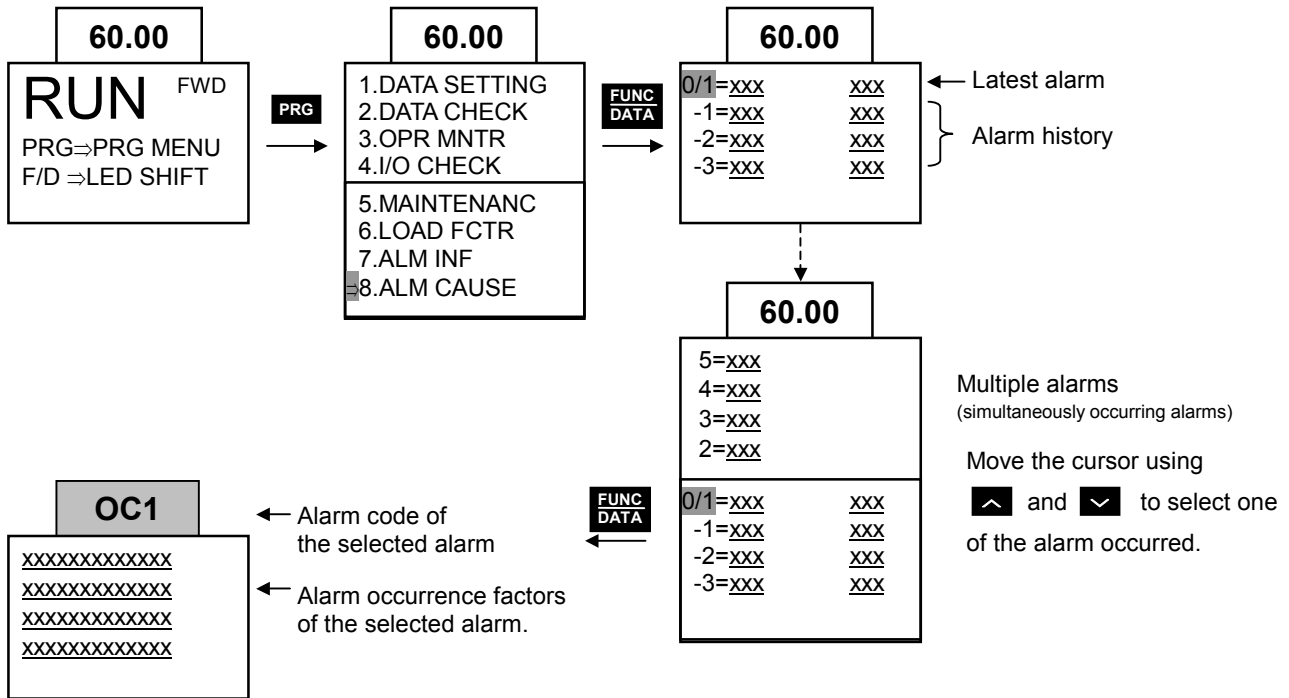 60.00
RUN FWD
PRG⇒PRG MENU
F/D ⇒LED SHIFT
PRG
60.00
1.DATA SETTING
2.DATA CHECK
3.OPR MNTR
4.I/O CHECK
5.MAINTENANC
6.LOAD FCTR
7.ALM INF
⇒8.ALM CAUSE
FUNC
DATA
60.00
0/1=xxx xxx
-1=xxx xxx
-2=xxx xxx
-3=xxx xxx
Latest alarm
Alarm history
60.00
5=xxx
4=xxx
3=xxx
2=xxx
0/1=xxx xxx
-1=xxx xxx
-2=xxx xxx
-3=xxx xxx
Multiple alarms
(simultaneously occurring alarms)
Move the cursor using
and to select one
of the alarm occurred.
FUNC
DATA
OC1
xxxxxxxxxxxxx
xxxxxxxxxxxxx
xxxxxxxxxxxxx
xxxxxxxxxxxxx
Alarm code of
the selected alarm
Alarm occurrence factors
of the selected alarm.